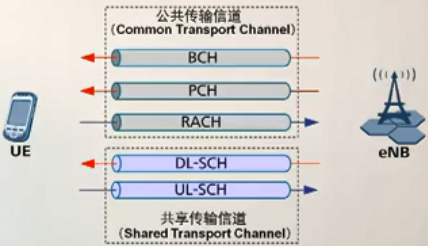 公共传输信道
(Common Transport Channel)
BCH
PCH
RACH
UE
eNB
DL-SCH
UL-SCH
共享传输信道
(Shared Transport Channel)